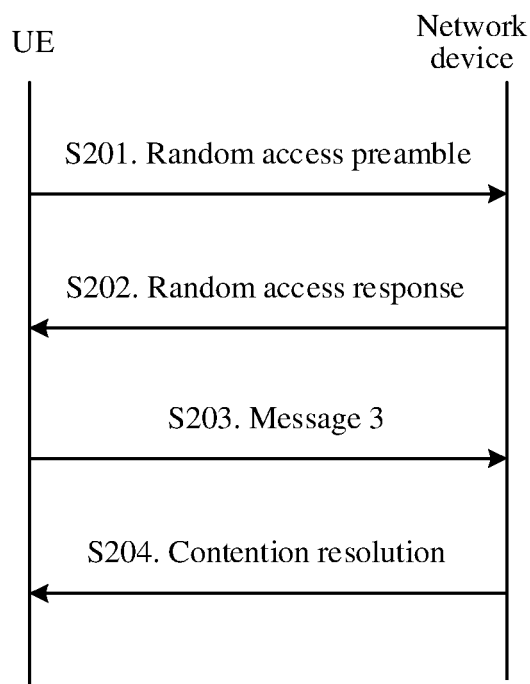 UE
Network
device
S201. Random access preamble
S202. Random access response
S203. Message 3
S204. Contention resolution